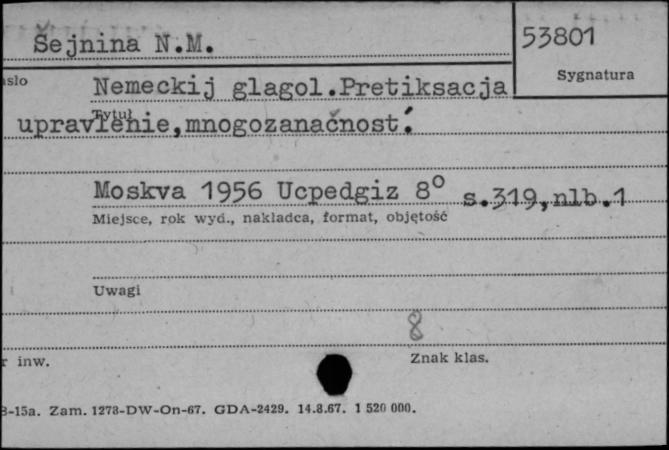 Šejnina N.M.
53801
Sygnatura
asło
Nemeckij glagol.Pretiksacja
Tytuł
upravlenie,mnogozanačnost'.
Moskva 1956 Ucpedgiz 8° s.319,nlb.1
Miejsce, rok wyd., nakładca, format, objętość
Uwagi
8
r inw.
Znak klas.
B-15a. Zam. 1278-DW-On-67. GDA-2429. 14.8.67. 1 520 000.